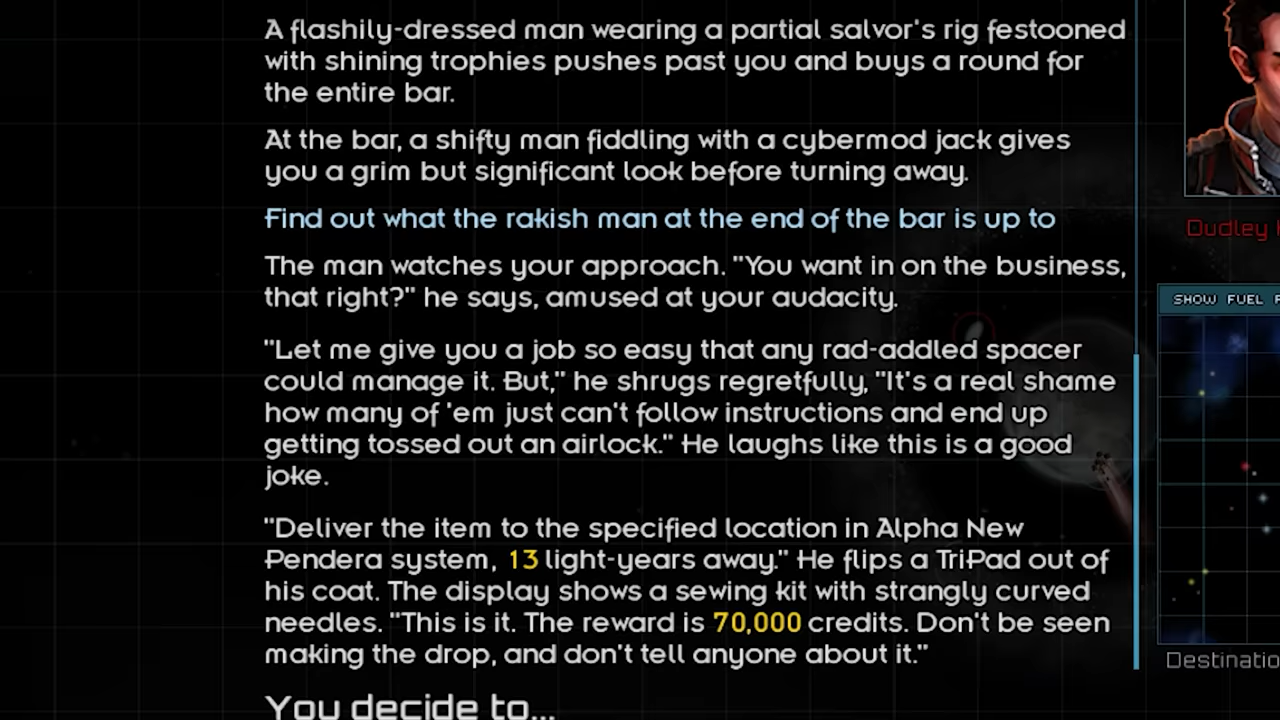 A flashily-dressed man wearing a partial salvor's rig festooned
with shining trophies pushes past you and buys a round for
the entire bar.
At the bar, a shifty man fiddling with a cybermod jack gives
you a grim but significant look before turning away.
Find out what the rakish man at the end of the bar is up to
The man watches your approach. "You want in on the business,
that right?" he says, amused at your audacity.
"Let me give you a job so easy that any rad-addled spacer
could manage it. But," he shrugs regretfully, "It's a real shame
how many of 'em just can't follow instructions and end up
getting tossed out an airlock." He laughs like this is a good
joke.
"Deliver the item to the specified location in Alpha New
Pendera system, 13 light-years away." He flips a TriPad out of
his coat. The display shows a sewing kit with strangly curved
needles. "This is it. The reward is 70,000 credits. Don't be seen
making the drop, and don't tell anyone about it."
You decide to...
Dudley
SHOW FUEL
Destinatio